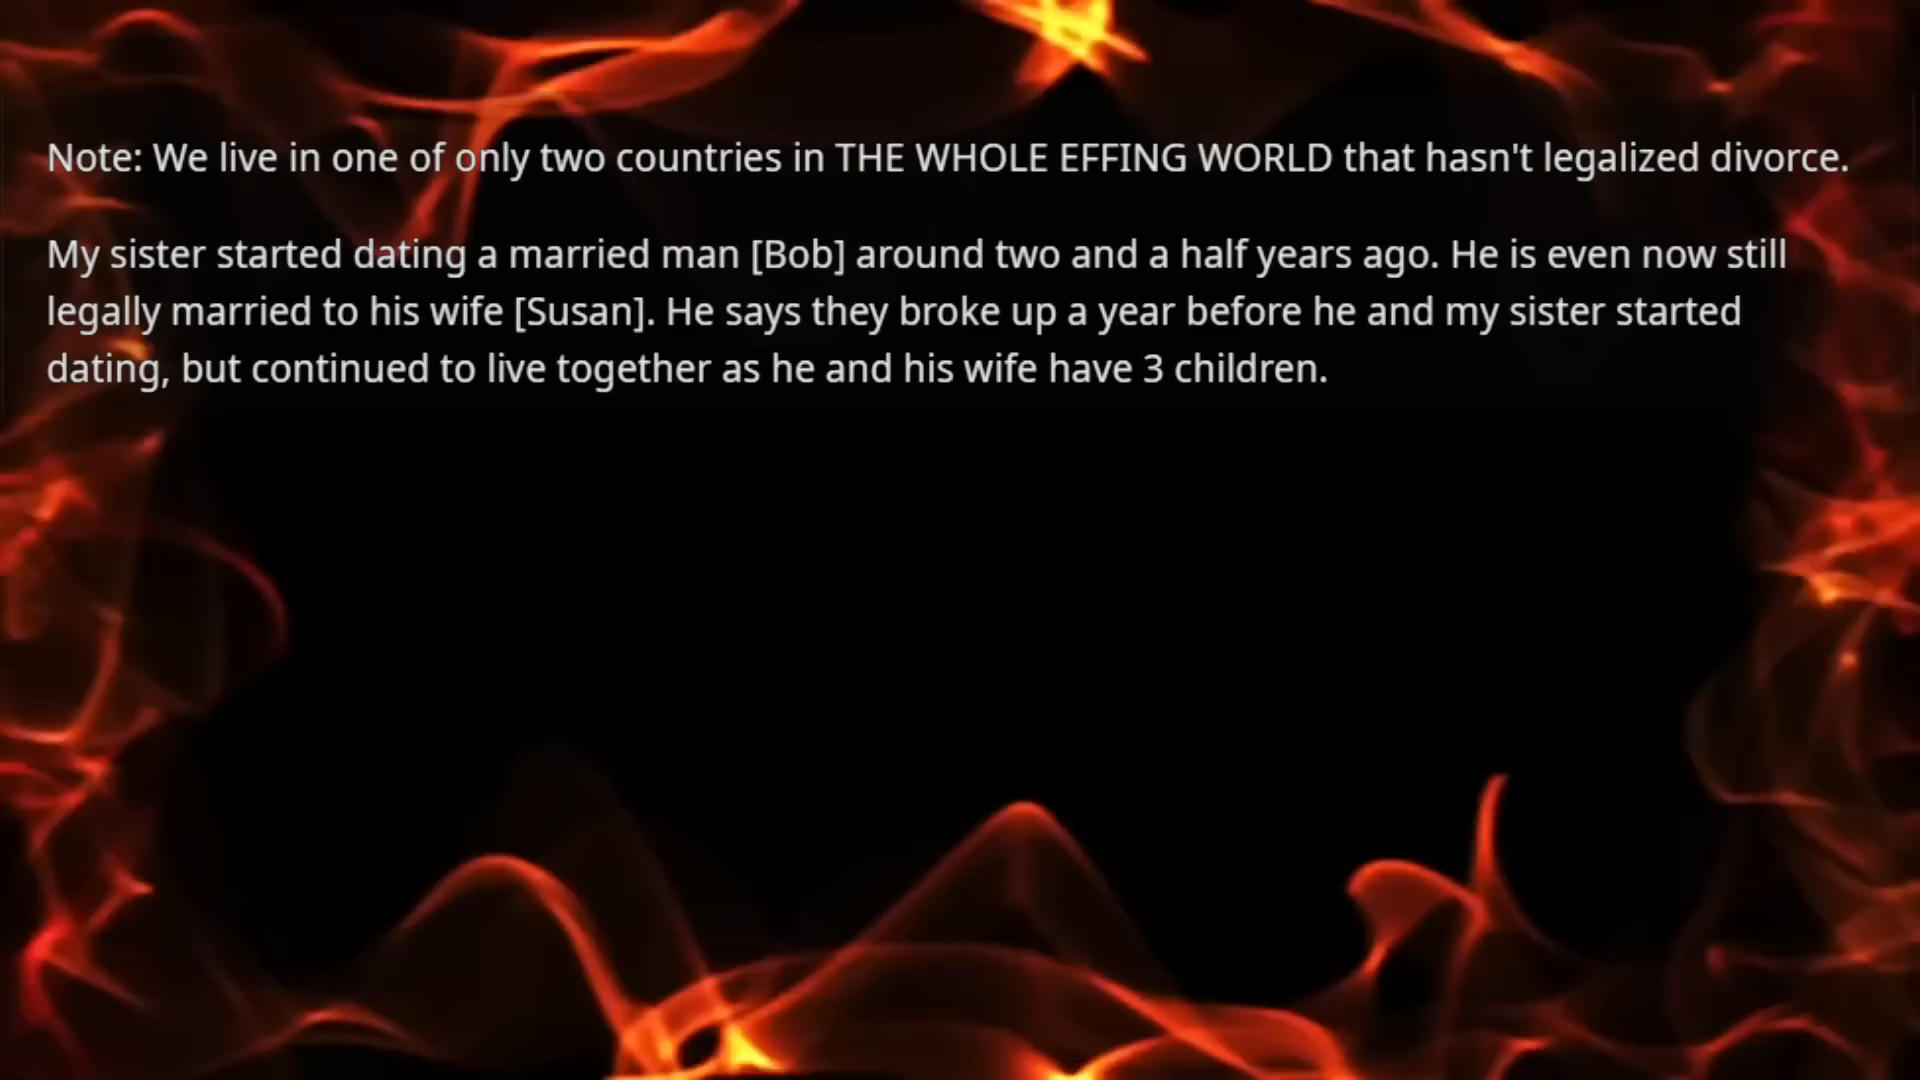 Note: We live in one of only two countries in THE WHOLE EFFING WORLD that hasn't legalized divorce.
My sister started dating a married man [Bob] around two and a half years ago. He is even now still
legally married to his wife [Susan]. He says they broke up a year before he and my sister started
dating, but continued to live together as he and his wife have 3 children.